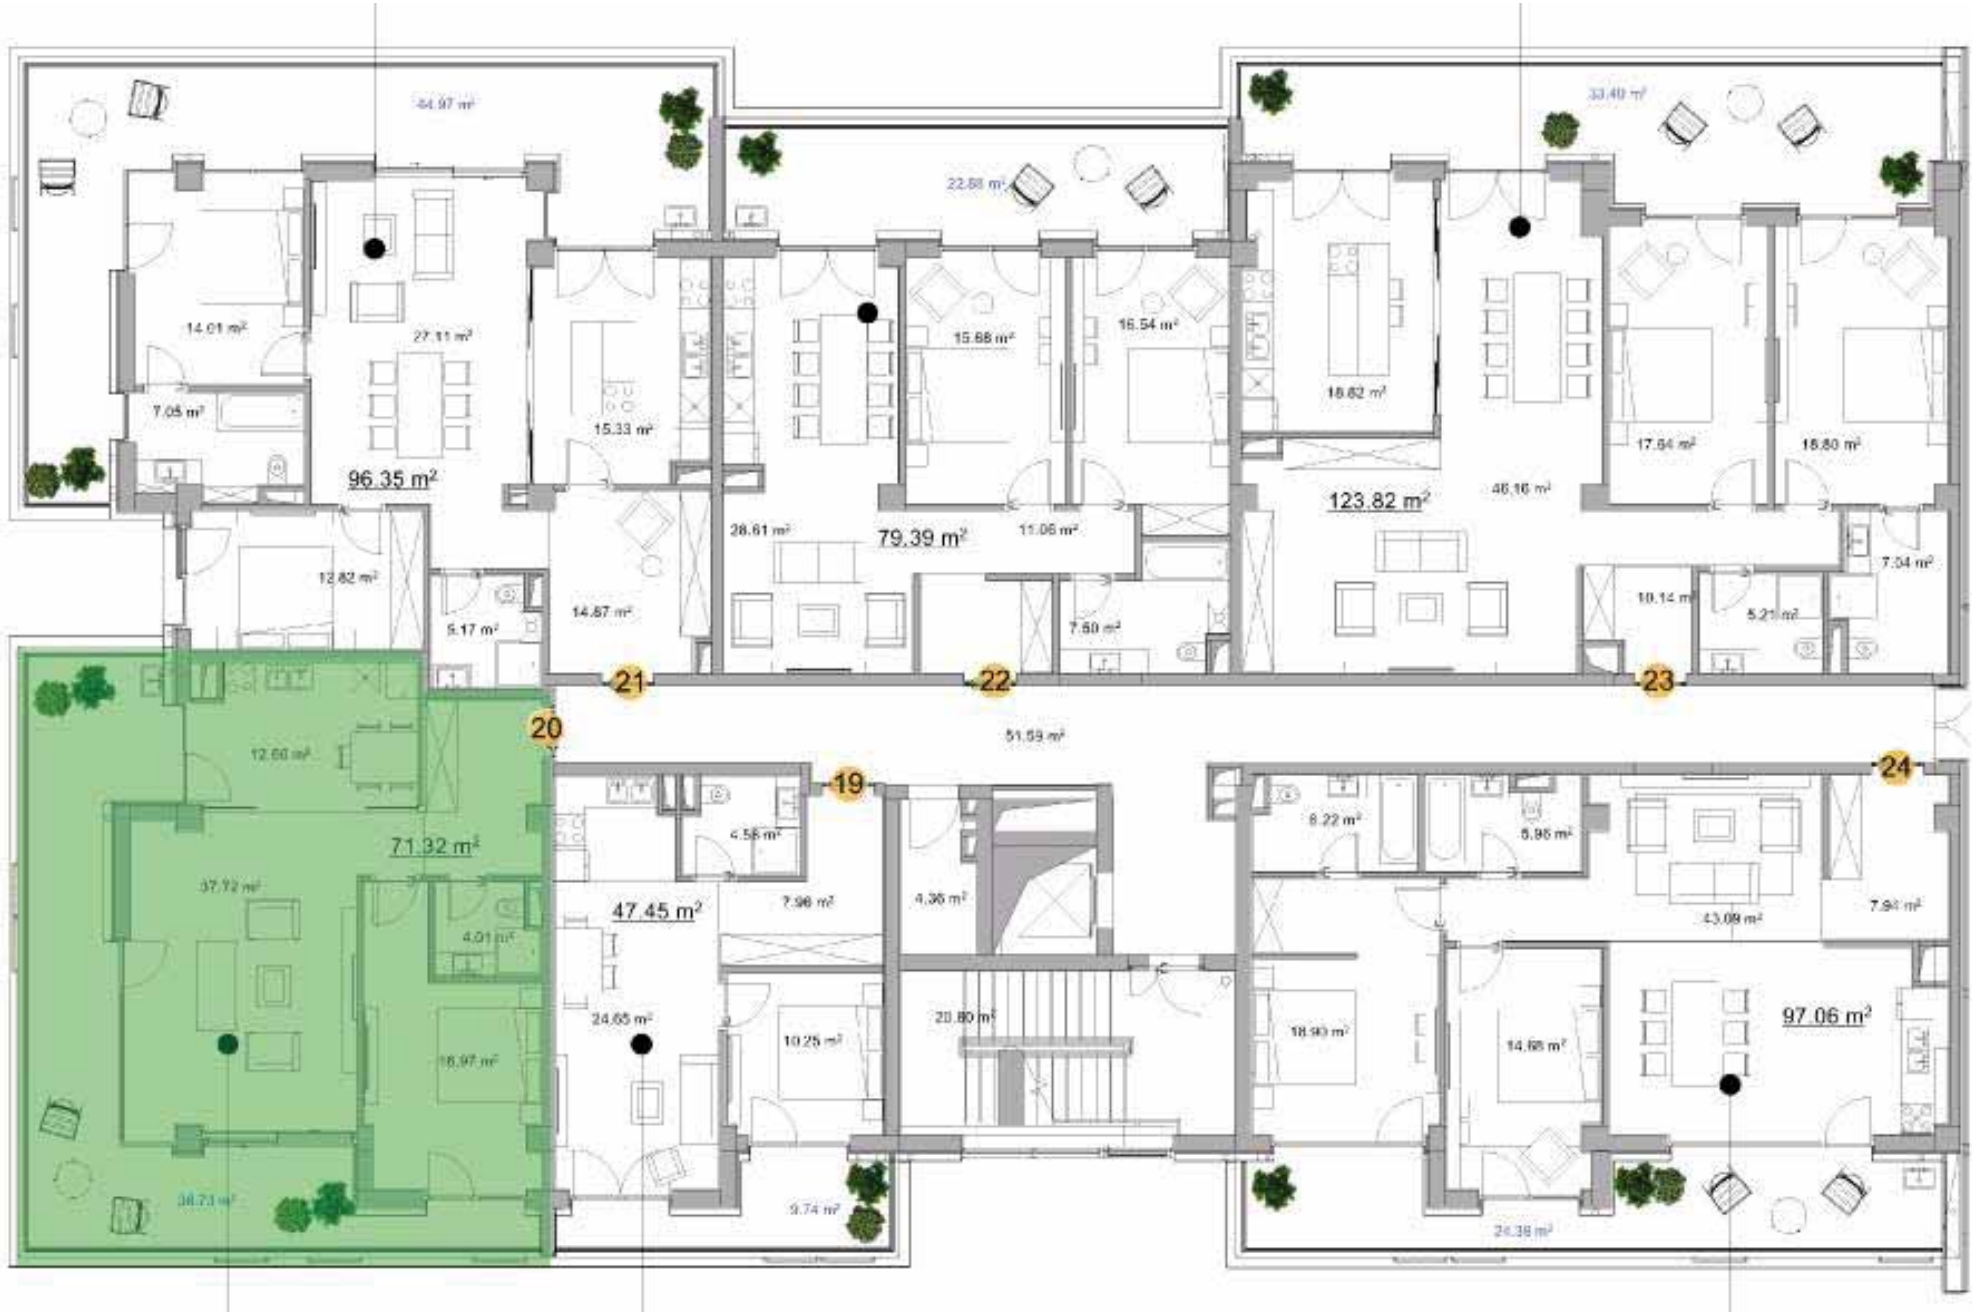 44.97 m²
33.40 m²
22.88 m²
14.01 m²
27.11 m²
15.68 m²
16.54 m²
18.82 m²
7.05 m²
15.33 m²
17.64 m²
18.80 m²
96.35 m²
46.16 m²
123.82 m²
28.61 m²
79.39 m²
11.06 m²
12.82 m²
7.04 m²
14.87 m²
10.14 m²
5.17 m²
7.60 m²
5.21 m²
21
22
23
20
51.59 m²
12.60 m²
24
19
6.22 m²
5.96 m²
4.58 m²
71.32 m²
37.72 m²
7.96 m²
4.36 m²
47.45 m²
43.09 m²
7.94 m²
4.01 m²
24.65 m²
20.80 m²
97.06 m²
10.25 m²
18.90 m²
14.68 m²
16.97 m²
38.73 m²
9.74 m²
24.38 m²